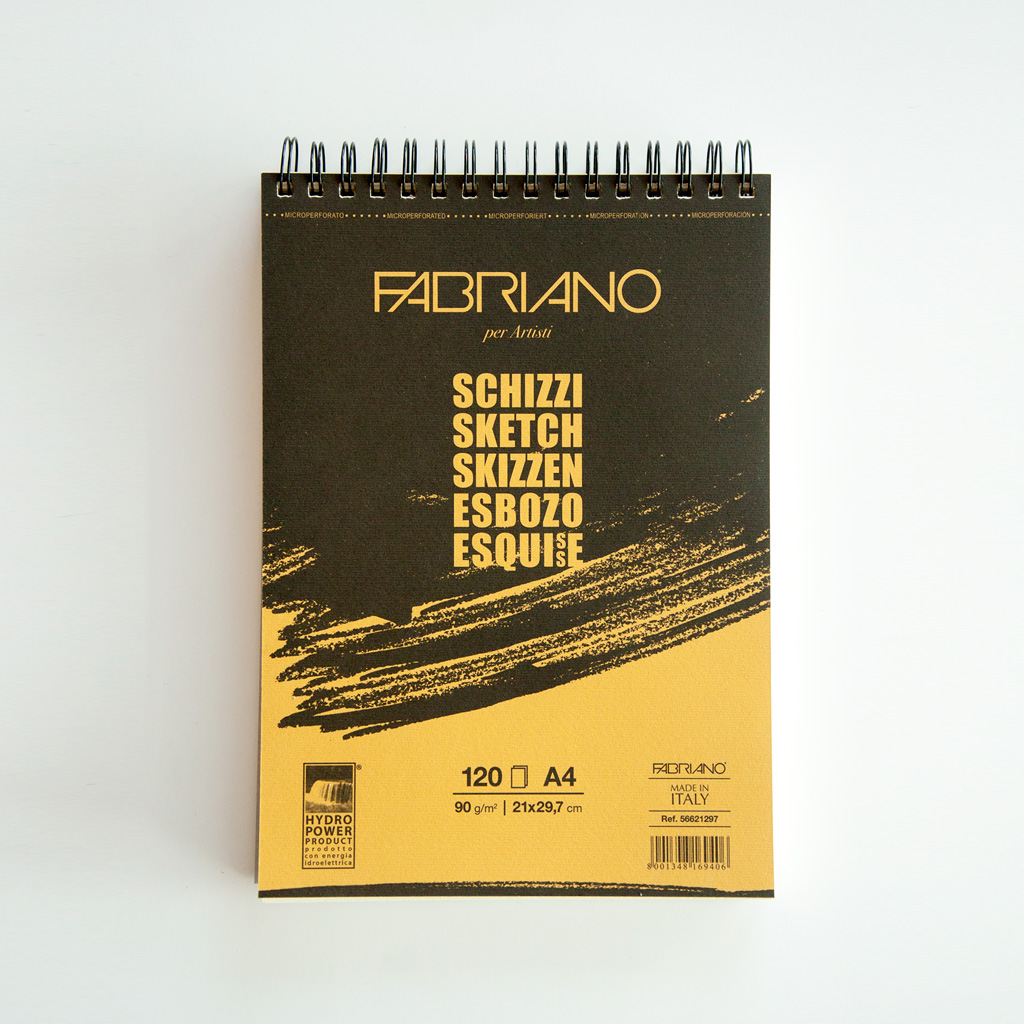 MICROPERFORATO MICROPERFORATED MICROPERFORIERT MICROPERFORATION MICROPERFORACIÓN
FABRIANO®
per Artisti
SCHIZZI
SKETCH
SKIZZEN
ESBOZO
ESQUISSE
®
HYDRO
POWER
PRODUCT
prodotto
con energia
idroelettrica
120 A4
90 g/m² | 21x29,7 cm
FABRIANO®
MADE IN
ITALY
Ref. 56621297
8 001348 169406